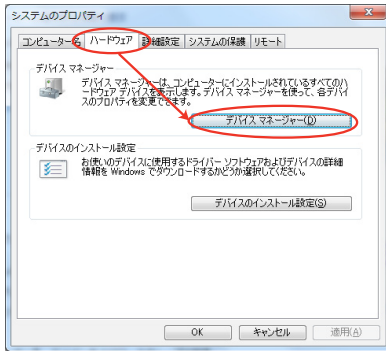 システムのプロパティ
コンピューター名
ハードウェア
詳細設定
システムの保護
リモート
デバイス マネージャー
デバイス マネージャーは、コンピューターにインストールされているすべてのハ
ードウェア デバイスを表示します。デバイス マネージャーを使って、各デバイ
スのプロパティを変更できます。
デバイス マネージャー(D)
デバイスのインストール設定
お使いのデバイスに使用するドライバー ソフトウェアおよびデバイスの詳細
情報を Windows でダウンロードするかどうか選択してください。
デバイスのインストール設定(S)
OK
キャンセル
適用(A)